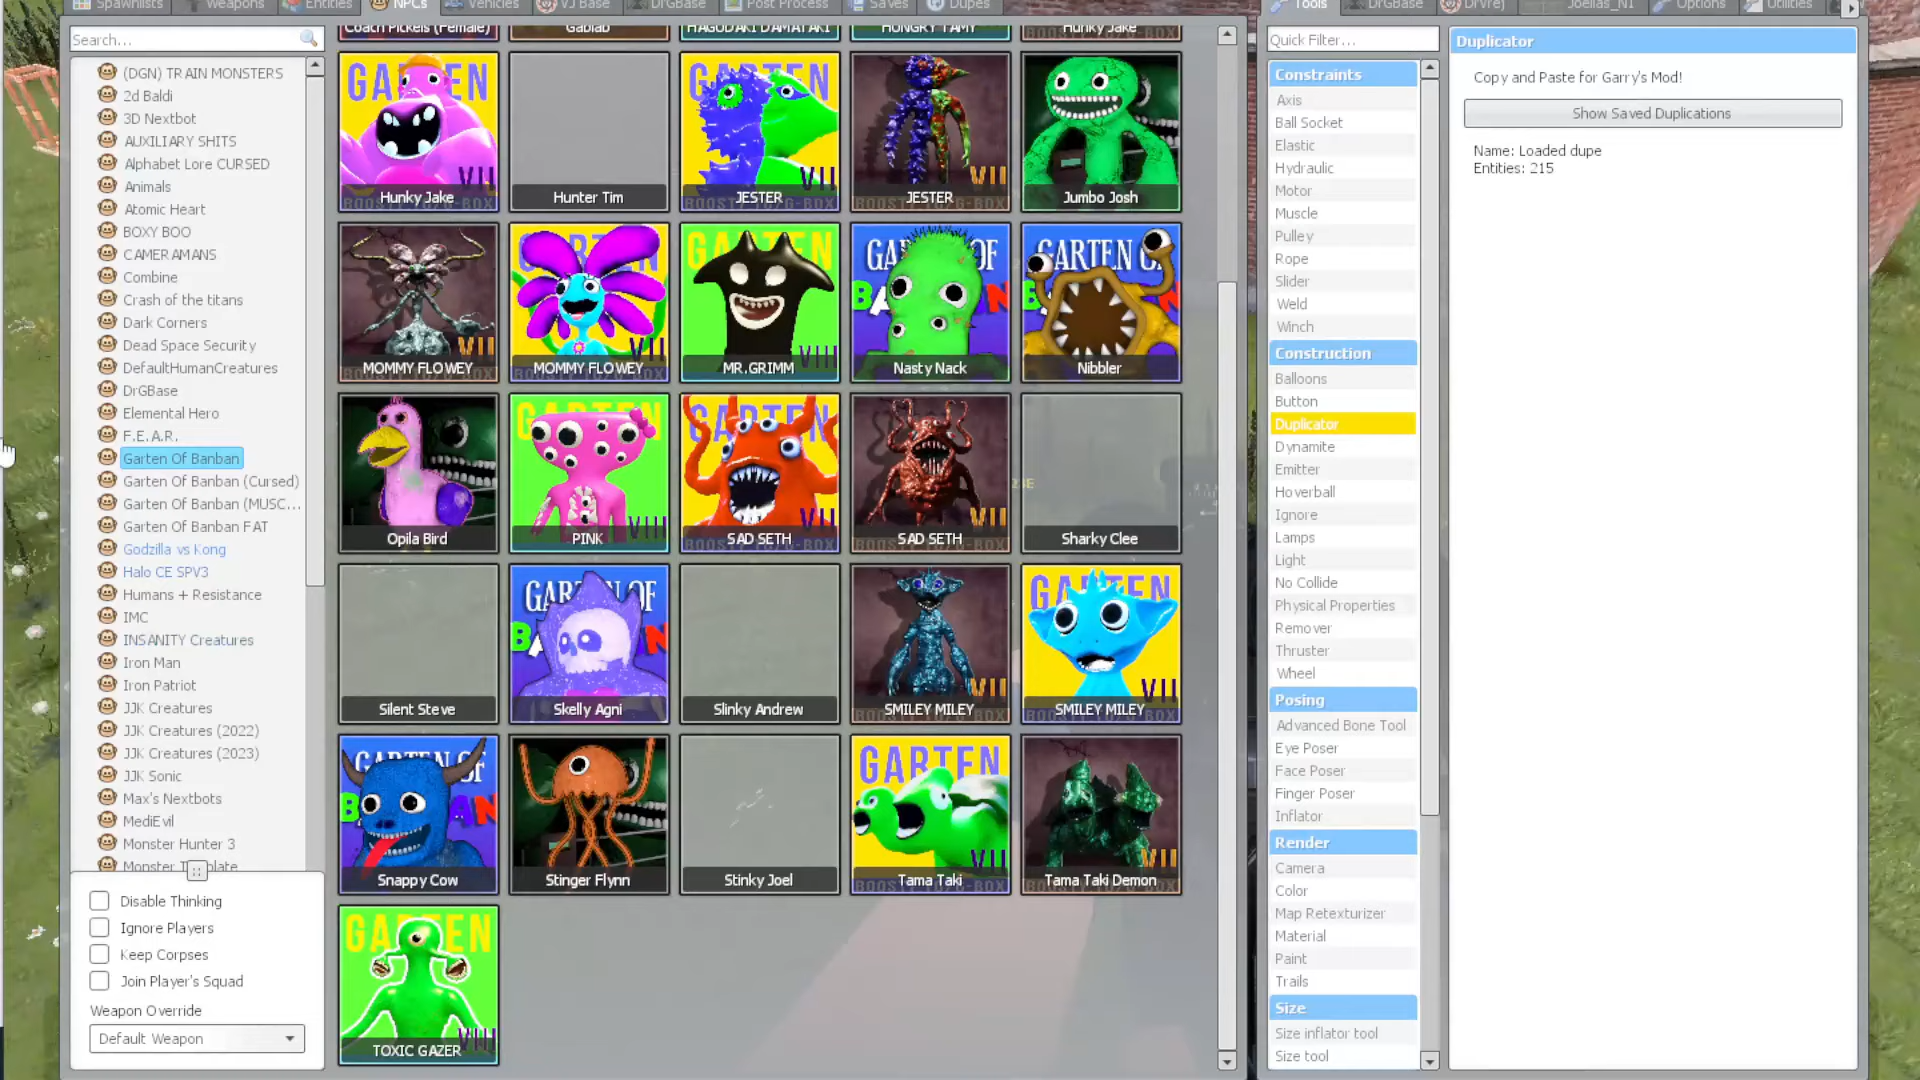 Spawnlists
Weapons
Entities
NPCs
Vehicles
VJ Base
DrGBase
Post Process
Saves
Dupes
Tools
DrGBase
DrVrej
Joellas_N1
Options
Utilities
Search...
(DGN) TRAIN MONSTERS
2d Baldi
3D Nextbot
AUXILIARY SHITS
Alphabet Lore CURSED
Animals
Atomic Heart
BOXY BOO
CAMERAMANS
Combine
Crash of the titans
Dark Corners
Dead Space Security
DefaultHumanCreatures
DrGBase
Elemental Hero
F.E.A.R.
Garten Of Banban
Garten Of Banban (Cursed)
Garten Of Banban (MUSC...
Garten Of Banban FAT
Godzilla vs Kong
Halo CE SPV3
Humans + Resistance
IMC
INSANITY Creatures
Iron Man
Iron Patriot
JJK Creatures
JJK Creatures (2022)
JJK Creatures (2023)
JJK Sonic
Max's Nextbots
MediEvil
Monster Hunter 3
Disable Thinking
Ignore Players
Keep Corpses
Join Player's Squad
Weapon Override
Default Weapon
Coach Pickels (Female)
HUNGRY TAMY
Hunky Jake
Hunky Jake
Hunter Tim
JESTER
JESTER
Jumbo Josh
MOMMY FLOWEY
MOMMY FLOWEY
MR.GRIMM
Nasty Nack
Nibbler
Opila Bird
PINK
SAD SETH
SAD SETH
Sharky Clee
Silent Steve
Skelly Agni
Slinky Andrew
SMILEY MILEY
SMILEY MILEY
Snappy Cow
Stinger Flynn
Stinky Joel
Tama Taki
Tama Taki Demon
TOXIC GAZER
Quick Filter...
Constraints
Axis
Ball Socket
Elastic
Hydraulic
Motor
Muscle
Pulley
Rope
Slider
Weld
Winch
Construction
Balloons
Button
Duplicator
Dynamite
Emitter
Hoverball
Ignore
Lamps
Light
No Collide
Physical Properties
Remover
Thruster
Wheel
Posing
Advanced Bone Tool
Eye Poser
Face Poser
Finger Poser
Inflator
Render
Camera
Color
Map Retexturizer
Material
Paint
Trails
Size
Size inflator tool
Size tool
Duplicator
Copy and Paste for Garry's Mod!
Show Saved Duplications
Name: Loaded dupe
Entities: 215